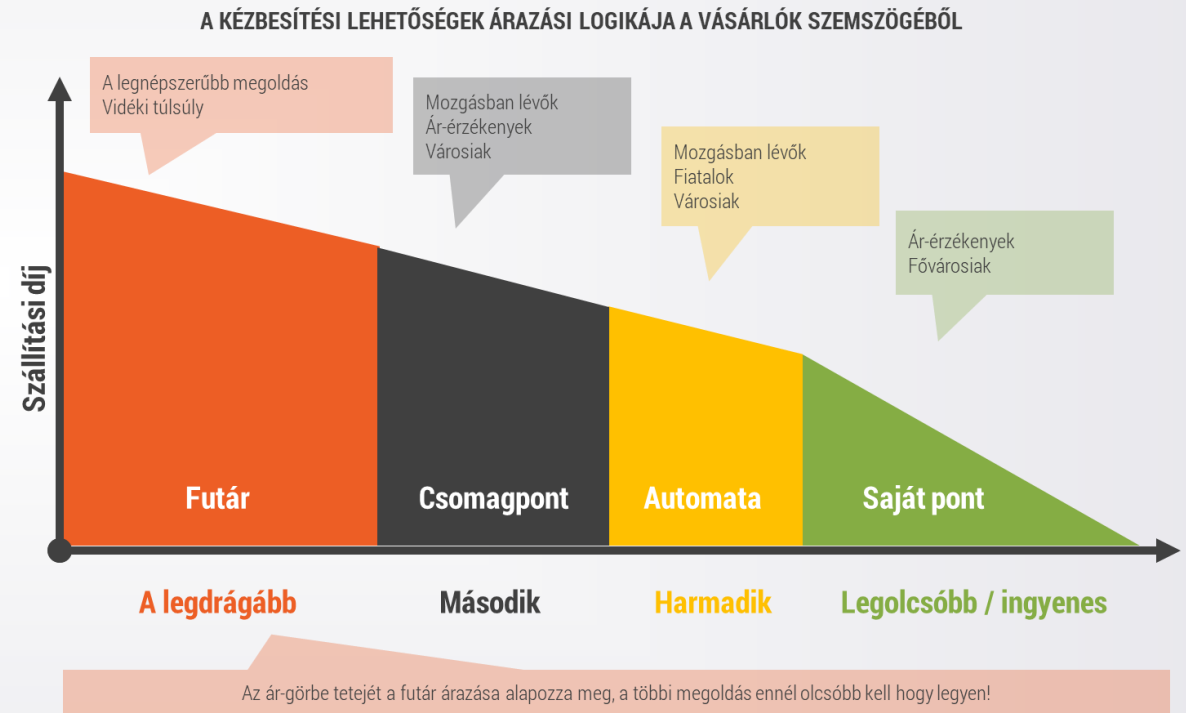 A KÉZBESÍTÉSI LEHETŐSÉGEK ÁRAZÁSI LOGIKÁJA A VÁSÁRLÓK SZEMSZÖGÉBŐL
A legnépszerűbb megoldás
Vidéki túlsúly
Mozgásban lévők
Ár-érzékenyek
Városiak
Mozgásban lévők
Fiatalok
Városiak
Ár-érzékenyek
Fővárosiak
Szállítási díj
Futár
Csomagpont
Automata
Saját pont
A legdrágább
Második
Harmadik
Legolcsóbb / ingyenes
Az ár-görbe tetejét a futár árazása alapozza meg, a többi megoldás ennél olcsóbb kell hogy legyen!